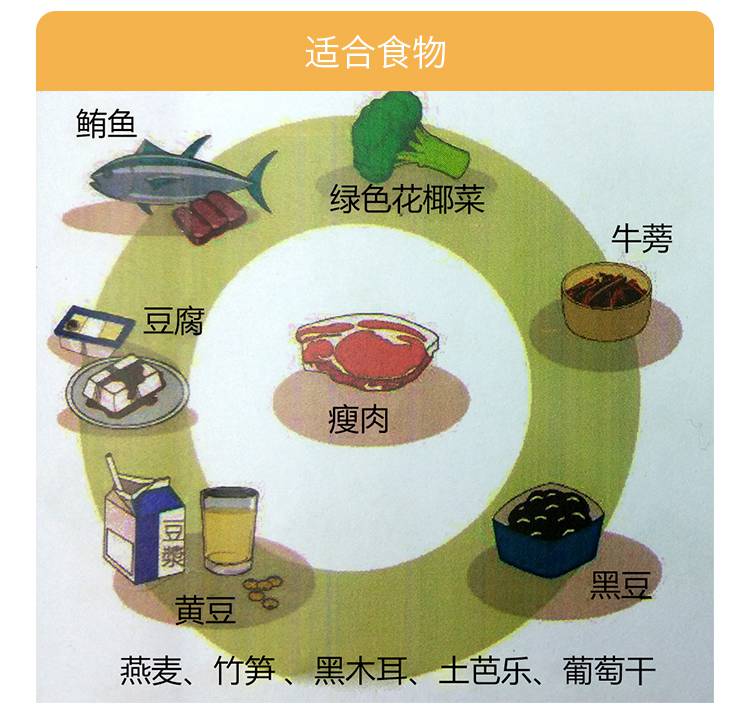 适合食物
鲔鱼
绿色花椰菜
牛蒡
豆腐
瘦肉
豆漿
黑豆
黄豆
燕麦、竹笋、黑木耳、土芭乐、葡萄干